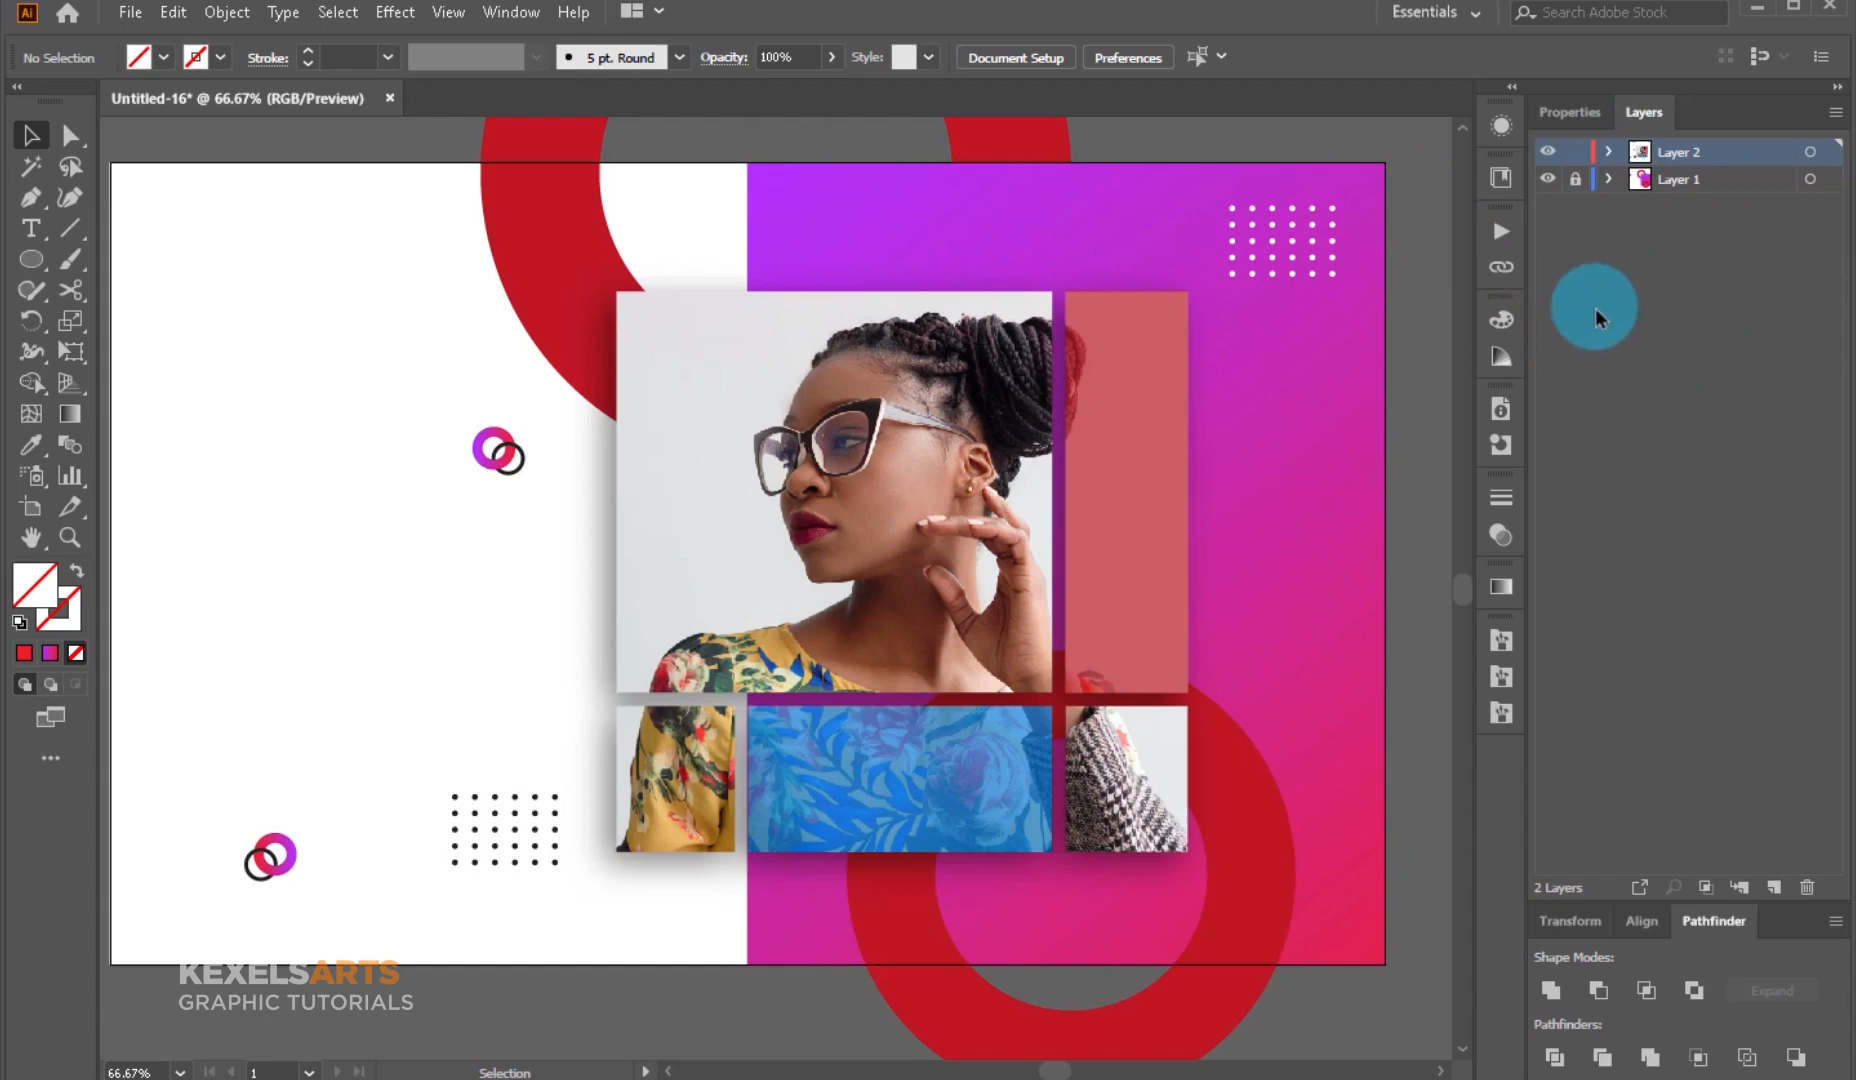 Ai File Edit Object Type Select Effect View Window Help Essentials Search Adobe Stock
No Selection Stroke: 5 pt. Round Opacity: 100% Style: Document Setup Preferences
Untitled-16* @ 66.67% (RGB/Preview) ×
Properties Layers
Layer 2
Layer 1
2 Layers
Transform Align Pathfinder
Shape Modes:
Expand
Pathfinders:
KEXELSARTS
GRAPHIC TUTORIALS
66.67% 1 Selection